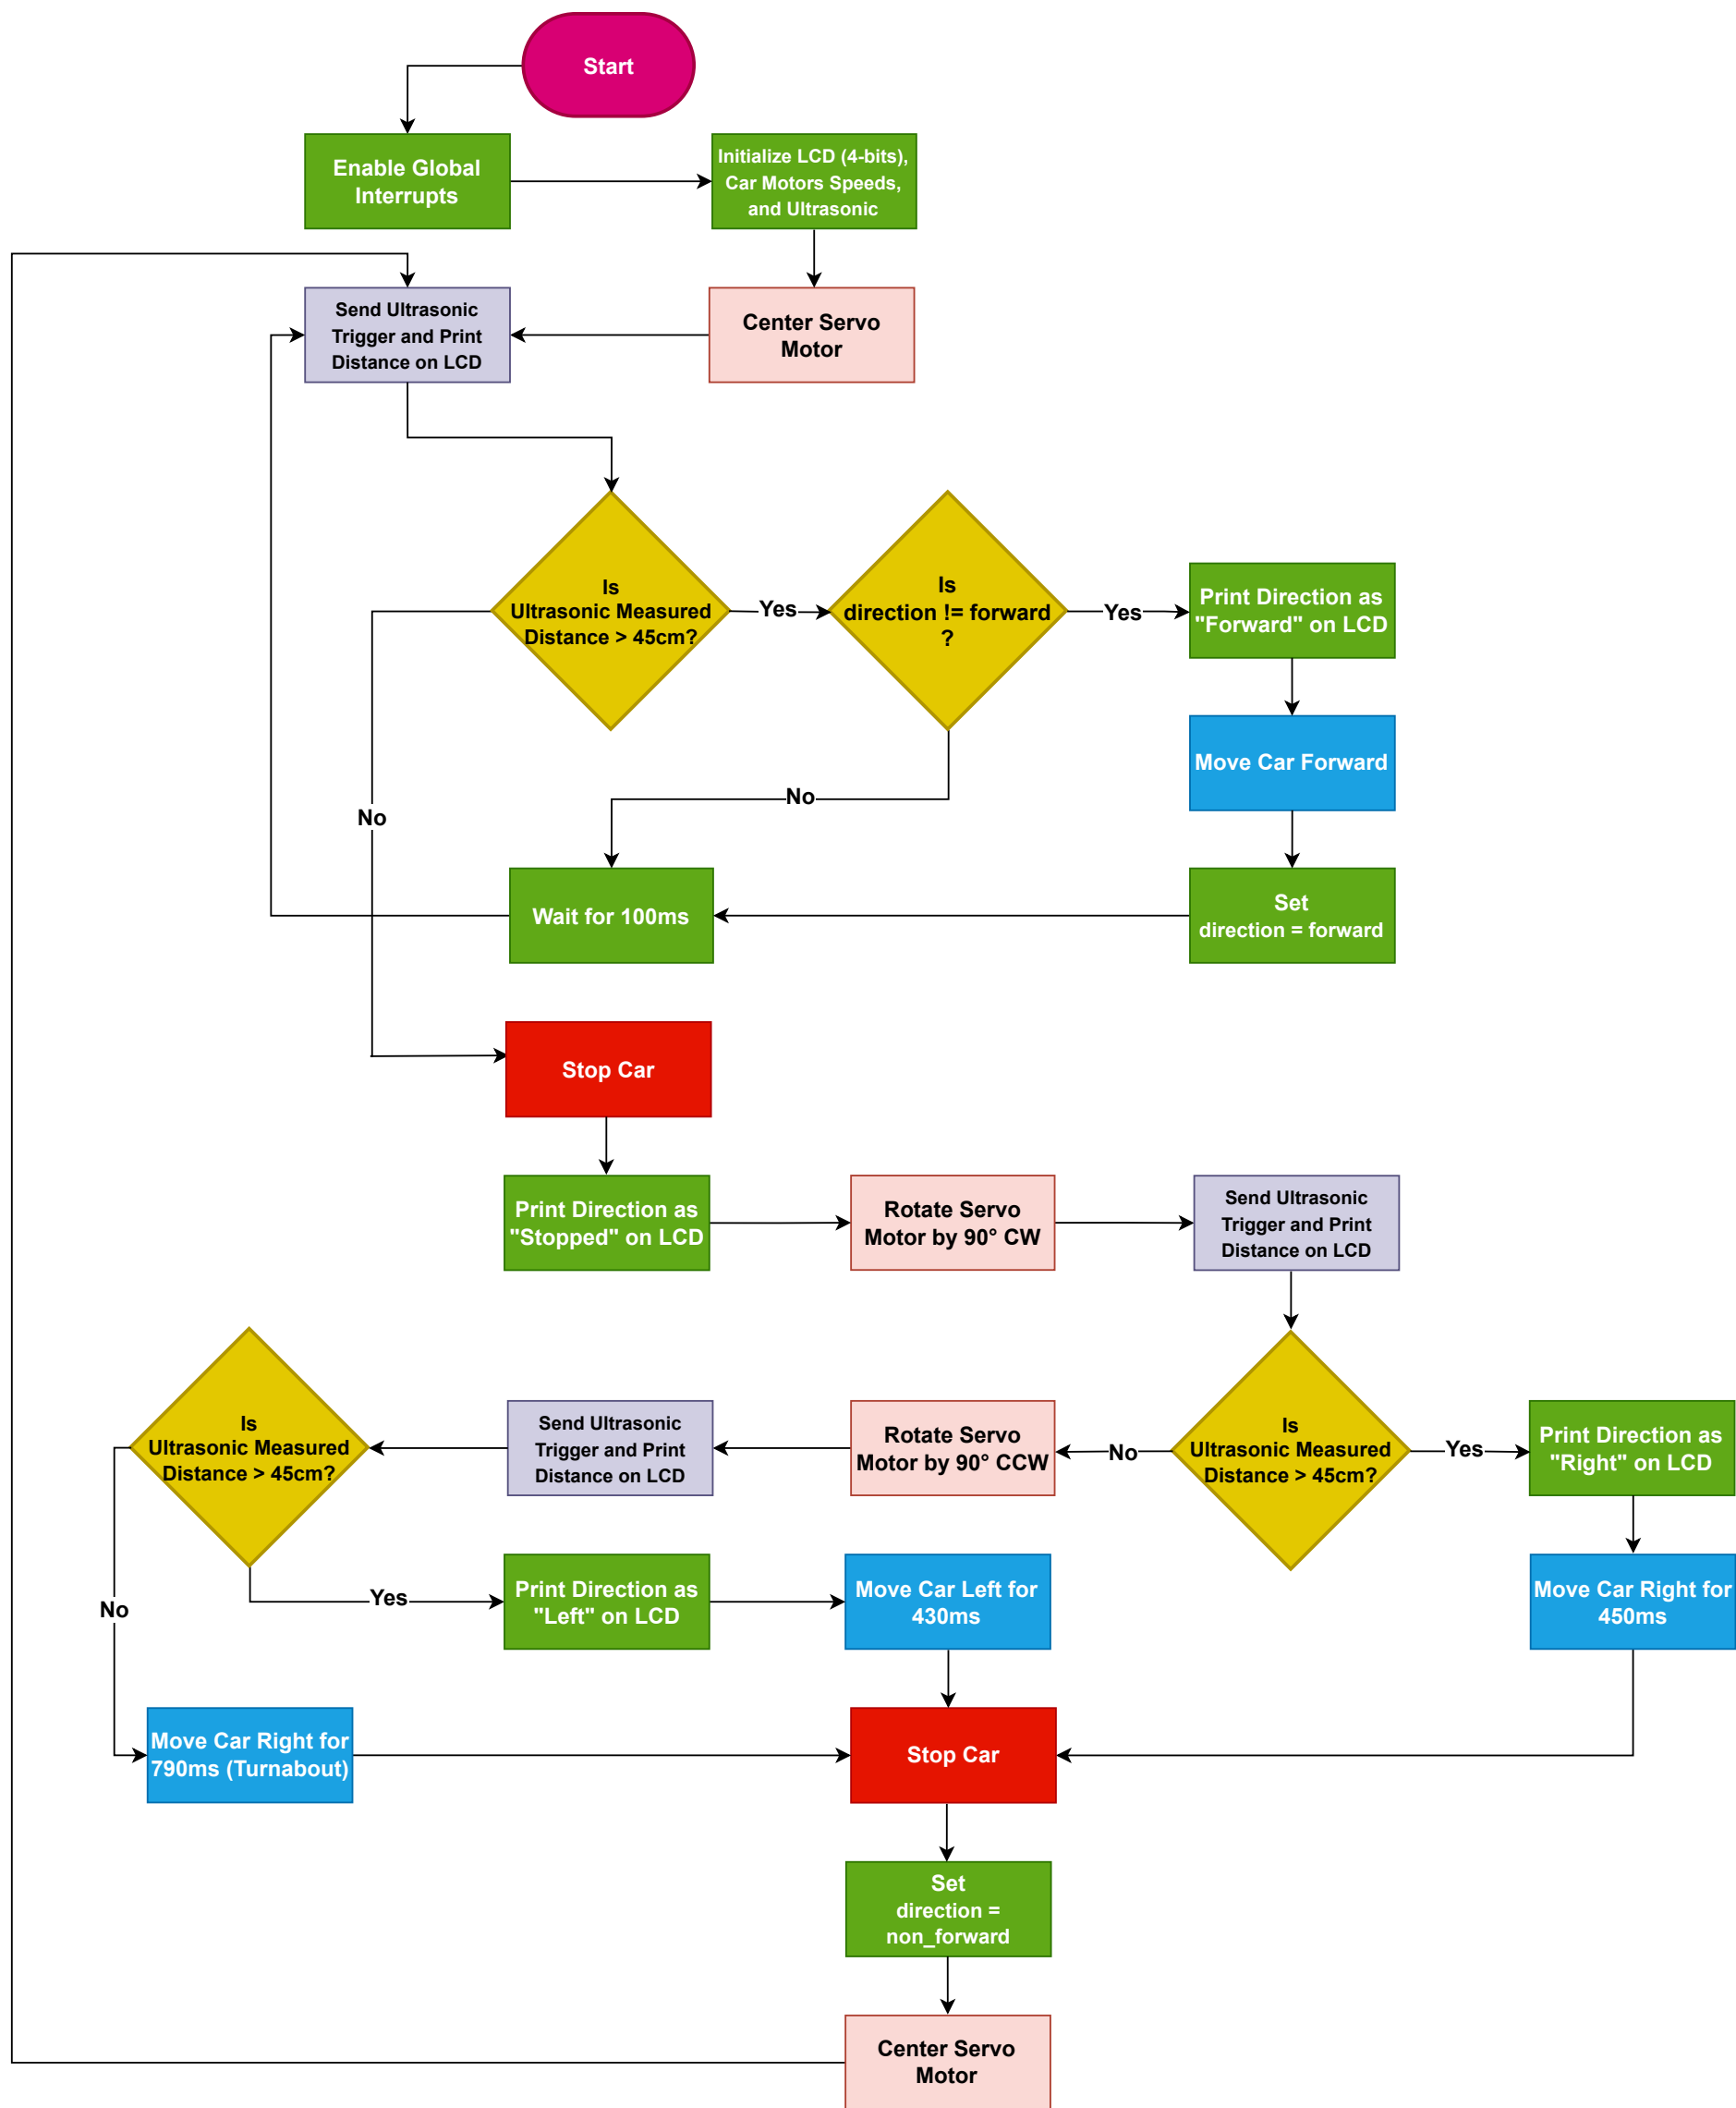 Start
Enable Global
Interrupts
Initialize LCD (4-bits),
Car Motors Speeds,
and Ultrasonic
Send Ultrasonic
Trigger and Print
Distance on LCD
Center Servo
Motor
Is
Ultrasonic Measured
Distance > 45cm?
Yes
Is
direction != forward
?
Yes
Print Direction as
"Forward" on LCD
Move Car Forward
No
No
Wait for 100ms
Set
direction = forward
Stop Car
Print Direction as
"Stopped" on LCD
Rotate Servo
Motor by 90° CW
Send Ultrasonic
Trigger and Print
Distance on LCD
Is
Ultrasonic Measured
Distance > 45cm?
Send Ultrasonic
Trigger and Print
Distance on LCD
Rotate Servo
Motor by 90° CCW
No
Is
Ultrasonic Measured
Distance > 45cm?
Yes
Print Direction as
"Right" on LCD
No
Yes
Print Direction as
"Left" on LCD
Move Car Left for
430ms
Move Car Right for
450ms
Move Car Right for
790ms (Turnabout)
Stop Car
Set
direction =
non_forward
Center Servo
Motor